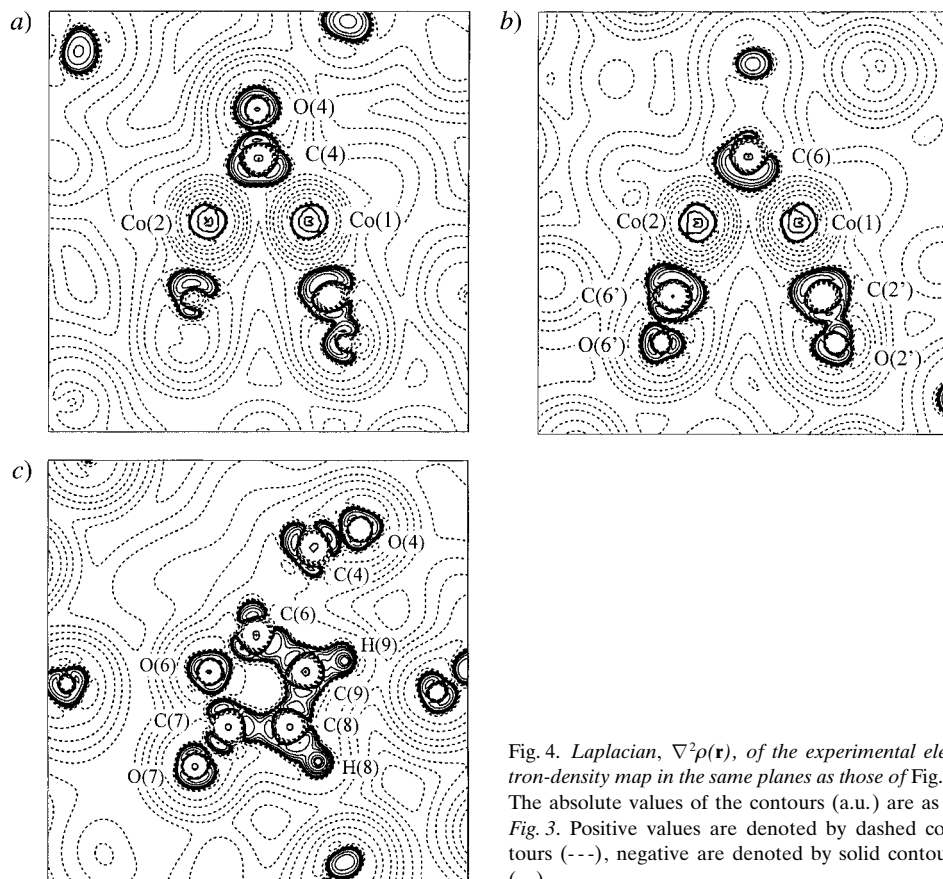 a)
O(4)
C(4)
Co(2)
Co(1)
b)
C(6)
Co(2)
Co(1)
C(6')
C(2')
O(6')
O(2')
c)
O(4)
C(4)
C(6)
H(9)
O(6)
C(9)
C(7)
C(8)
O(7)
H(8)
Fig. 4. Laplacian, ∇²ρ(r), of the experimental elec
tron-density map in the same planes as those of Fig.
The absolute values of the contours (a.u.) are as
Fig. 3. Positive values are denoted by dashed con
tours (---), negative are denoted by solid contour